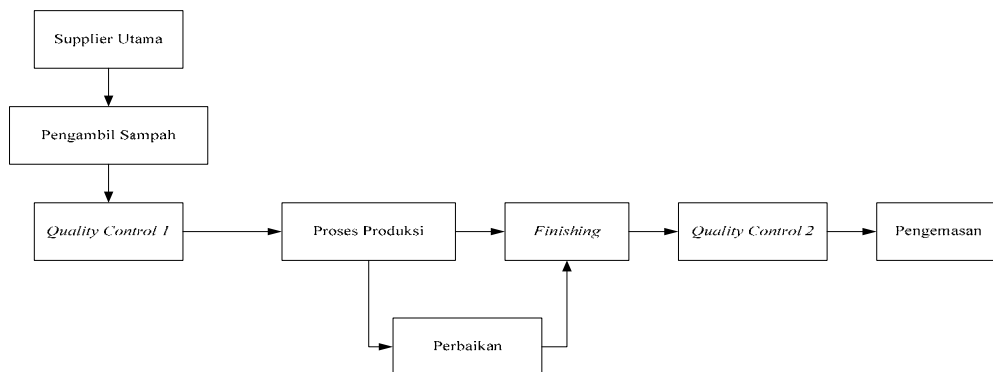 Supplier Utama
Pengambil Sampah
Quality Control 1
Proses Produksi
Finishing
Quality Control 2
Pengemasan
Perbaikan